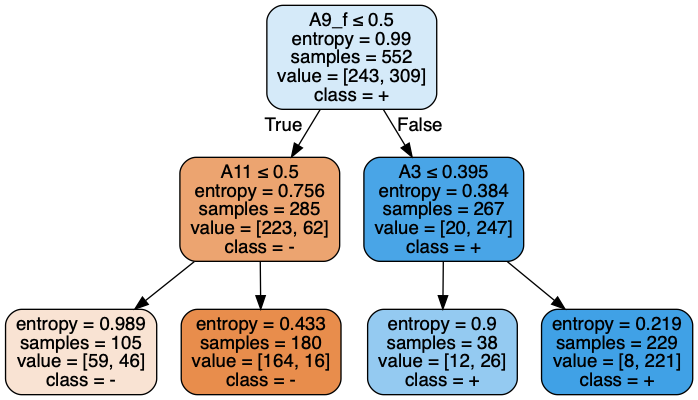 A9_f ≤ 0.5
entropy = 0.99
samples = 552
value = [243, 309]
class = +
True
False
A11 ≤ 0.5
entropy = 0.756
samples = 285
value = [223, 62]
class = -
A3 ≤ 0.395
entropy = 0.384
samples = 267
value = [20, 247]
class = +
entropy = 0.989
samples = 105
value = [59, 46]
class = -
entropy = 0.433
samples = 180
value = [164, 16]
class = -
entropy = 0.9
samples = 38
value = [12, 26]
class = +
entropy = 0.219
samples = 229
value = [8, 221]
class = +